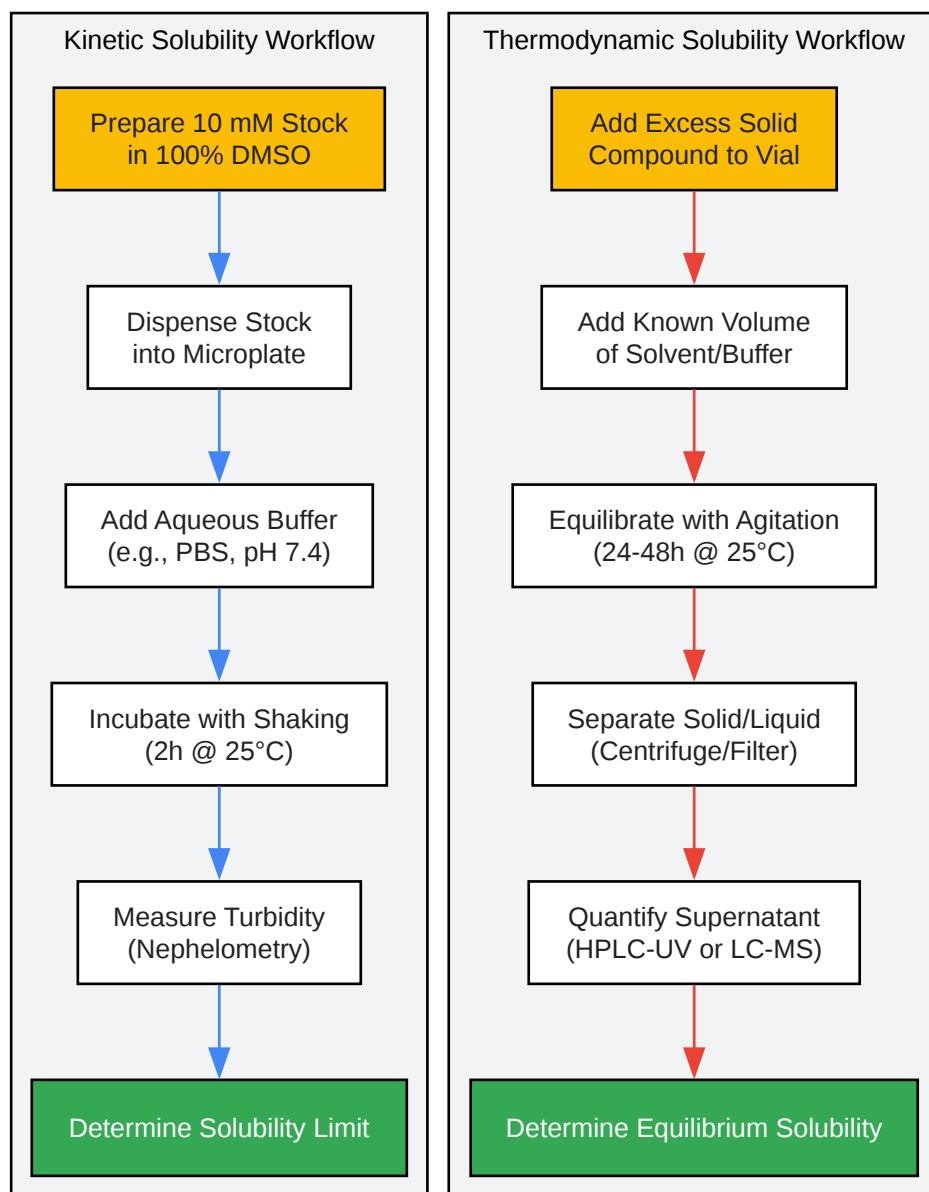 Kinetic Solubility Workflow
Prepare 10 mM Stock
in 100% DMSO
Dispense Stock
into Microplate
Add Aqueous Buffer
(e.g., PBS, pH 7.4)
Incubate with Shaking
(2h @ 25°C)
Measure Turbidity
(Nephelometry)
Determine Solubility Limit
Thermodynamic Solubility Workflow
Add Excess Solid
Compound to Vial
Add Known Volume
of Solvent/Buffer
Equilibrate with Agitation
(24-48h @ 25°C)
Separate Solid/Liquid
(Centrifuge/Filter)
Quantify Supernatant
(HPLC-UV or LC-MS)
Determine Equilibrium Solubility